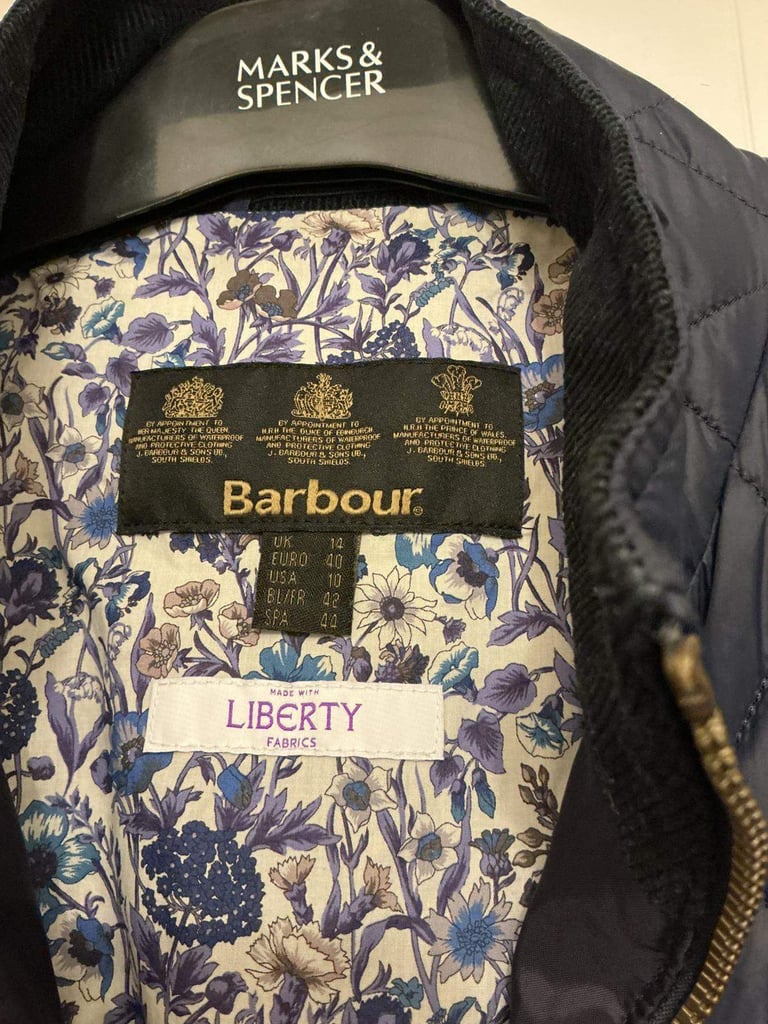 MARKS &
SPENCER
BY APPOINTMENT TO
HER MAJESTY THE QUEEN
MANUFACTURERS OF WATERPROOF
AND PROTECTIVE CLOTHING
J. BARBOUR & SONS LTD.,
SOUTH SHIELDS.
BY APPOINTMENT TO
H.R.H. THE DUKE OF EDINBURGH
MANUFACTURERS OF WATERPROOF
AND PROTECTIVE CLOTHING
J. BARBOUR & SONS LTD.,
SOUTH SHIELDS.
BY APPOINTMENT TO
H.R.H THE PRINCE OF WALES
MANUFACTURERS OF WATERPROOF
AND PROTECTIVE CLOTHING
J. BARBOUR & SONS LTD.,
SOUTH SHIELDS.
Barbour®
UK 14
EURO 40
USA 10
BL/FR 42
SPA 44
MADE WITH
LIBERTY
FABRICS